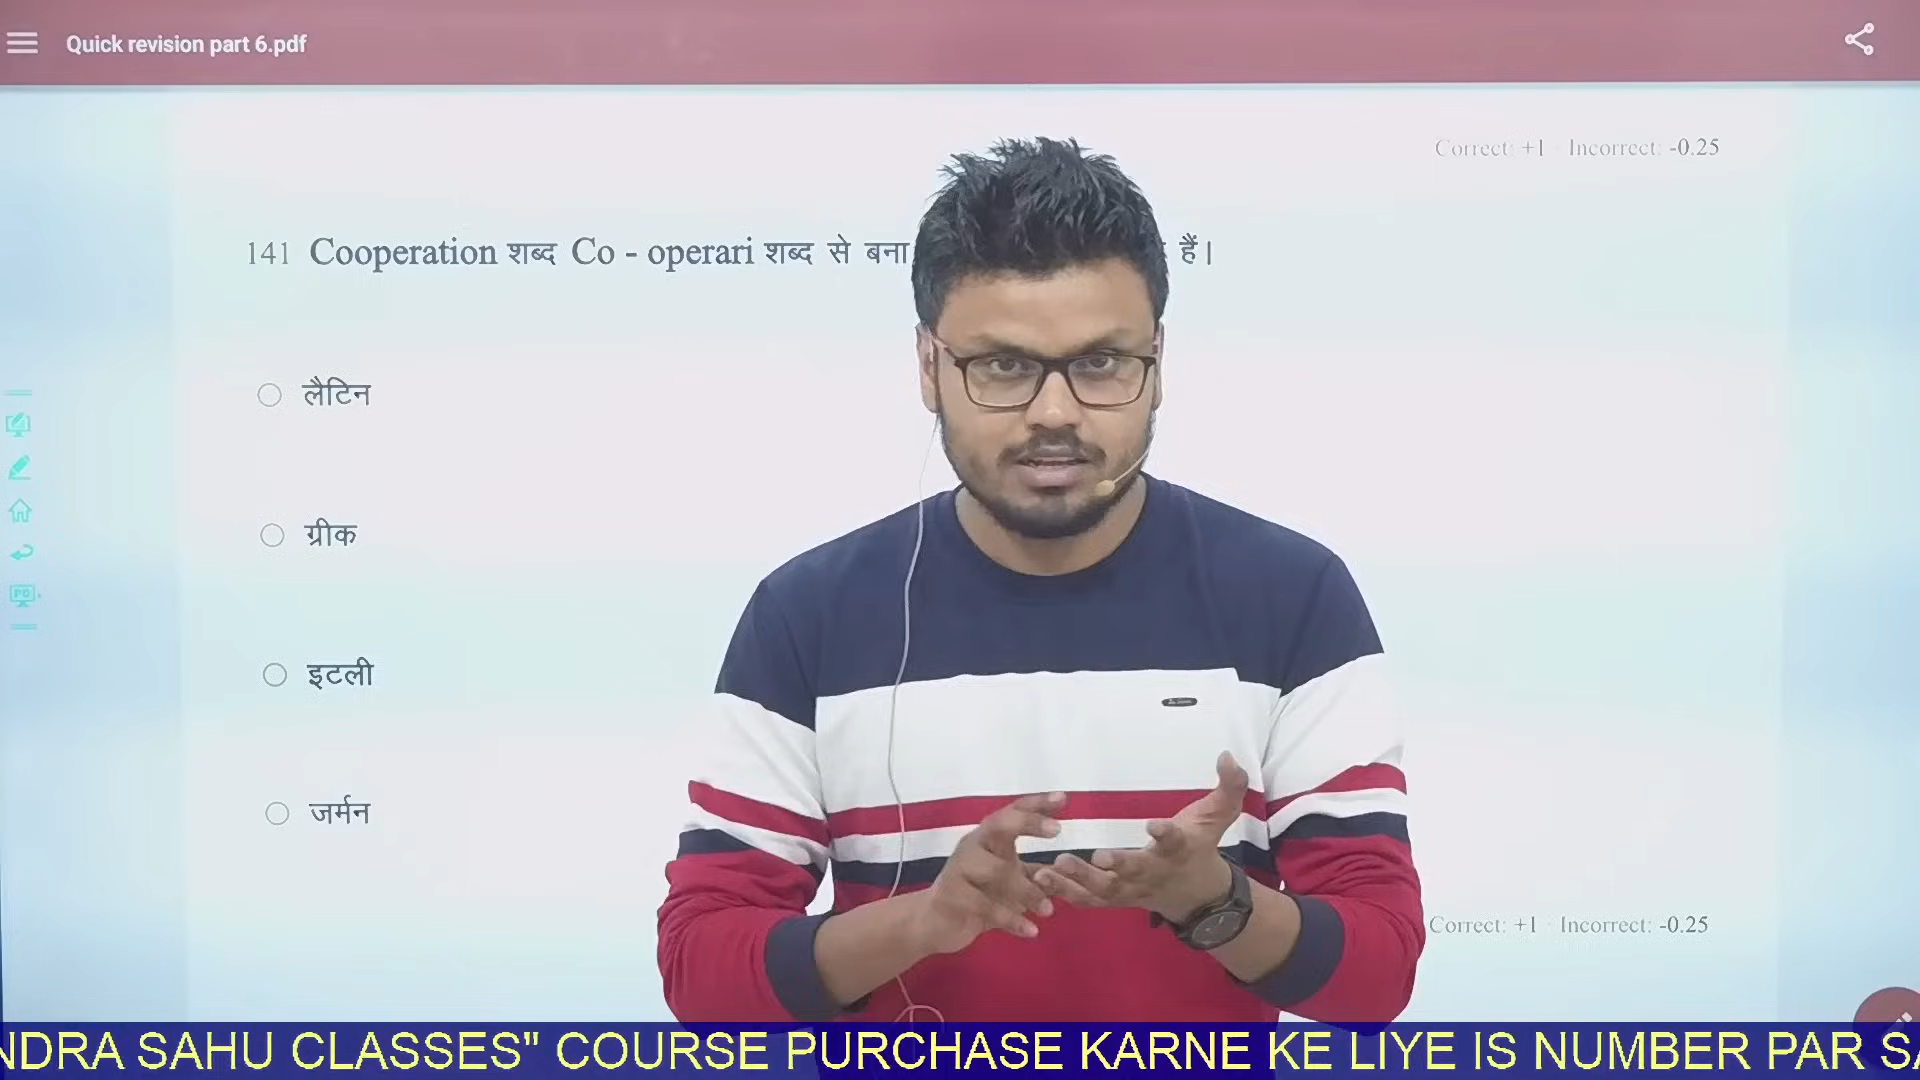 Quick revision part 6.pdf
Correct: +1 Incorrect: -0.25
141 Cooperation शब्द Co - operari शब्द से बना हैं।
लैटिन
ग्रीक
इटली
जर्मन
Correct: +1 Incorrect: -0.25
NDRA SAHU CLASSES" COURSE PURCHASE KARNE KE LIYE IS NUMBER PAR SA